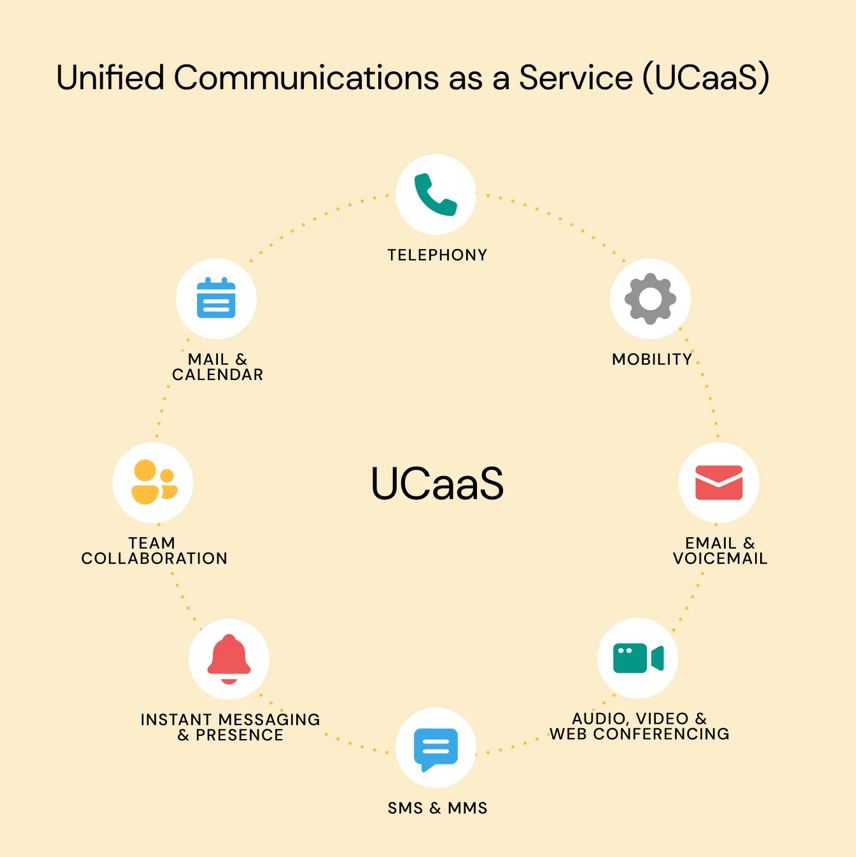 Unified Communications as a Service (UCaaS)
TELEPHONY
MAIL &
CALENDAR
MOBILITY
UCaaS
TEAM
COLLABORATION
EMAIL &
VOICEMAIL
INSTANT MESSAGING
& PRESENCE
AUDIO, VIDEO &
WEB CONFERENCING
SMS & MMS